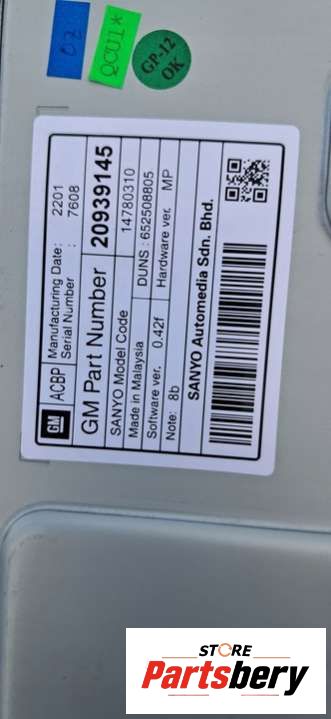 03
QCU1*
GP-12
OK
GM
ACBP
Manufacturing Date: 2201
Serial Number : 7608
GM Part Number 20939145
SANYO Model Code 14780310
Made in Malaysia DUNS : 652508805
Software ver. 0.42f Hardware ver. MP
Note: 8b
SANYO Automedia Sdn. Bhd.
STORE
Partsbery